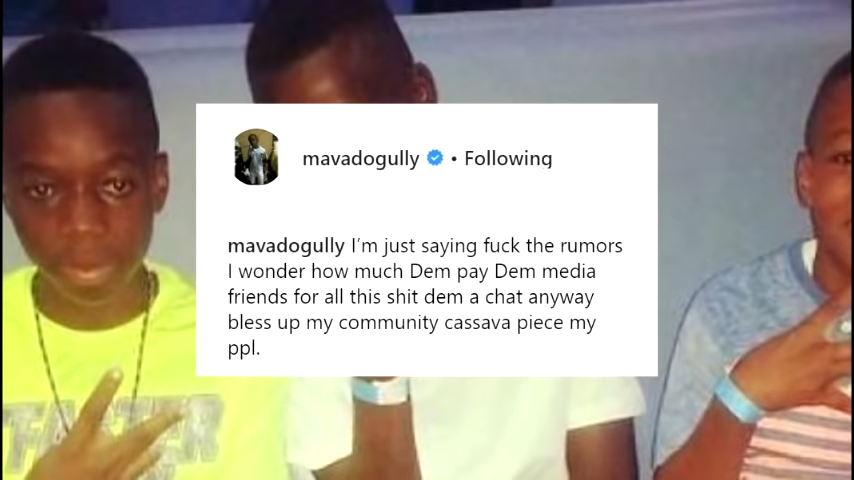 mavadogully • Following
mavadogully I'm just saying fuck the rumors
I wonder how much Dem pay Dem media
friends for all this shit dem a chat anyway
bless up my community cassava piece my
ppl.
FASTER